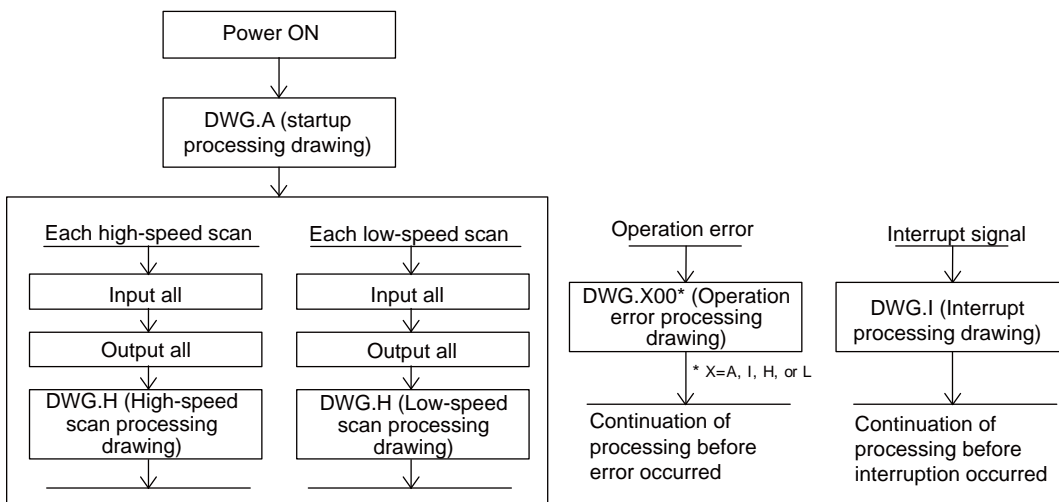 Power ON
DWG.A (startup
processing drawing)
Each high-speed scan
Input all
Output all
DWG.H (High-speed
scan processing
drawing)
Each low-speed scan
Input all
Output all
DWG.H (Low-speed
scan processing
drawing)
Operation error
DWG.X00* (Operation
error processing
drawing)
* X=A, I, H, or L
Continuation of
processing before
error occurred
Interrupt signal
DWG.I (Interrupt
processing drawing)
Continuation of
processing before
interruption occurred